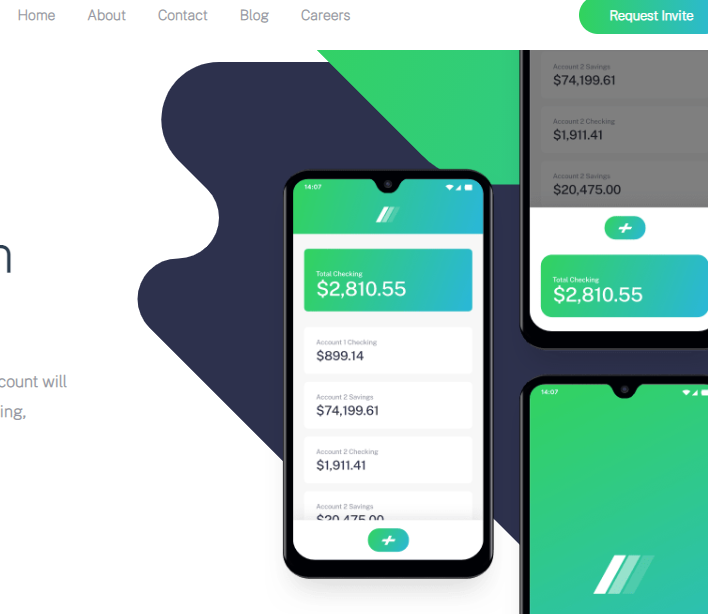 Home About Contact Blog Careers Request Invite
n
count will
ing,
14:07
Total Checking
$2,810.55
Account 1 Checking
$899.14
Account 2 Savings
$74,199.61
Account 2 Checking
$1,911.41
Account 2 Savings
$20,475.00
Account 2 Savings
$74,199.61
Account 2 Checking
$1,911.41
Account 2 Savings
$20,475.00
Total Checking
$2,810.55
14:07